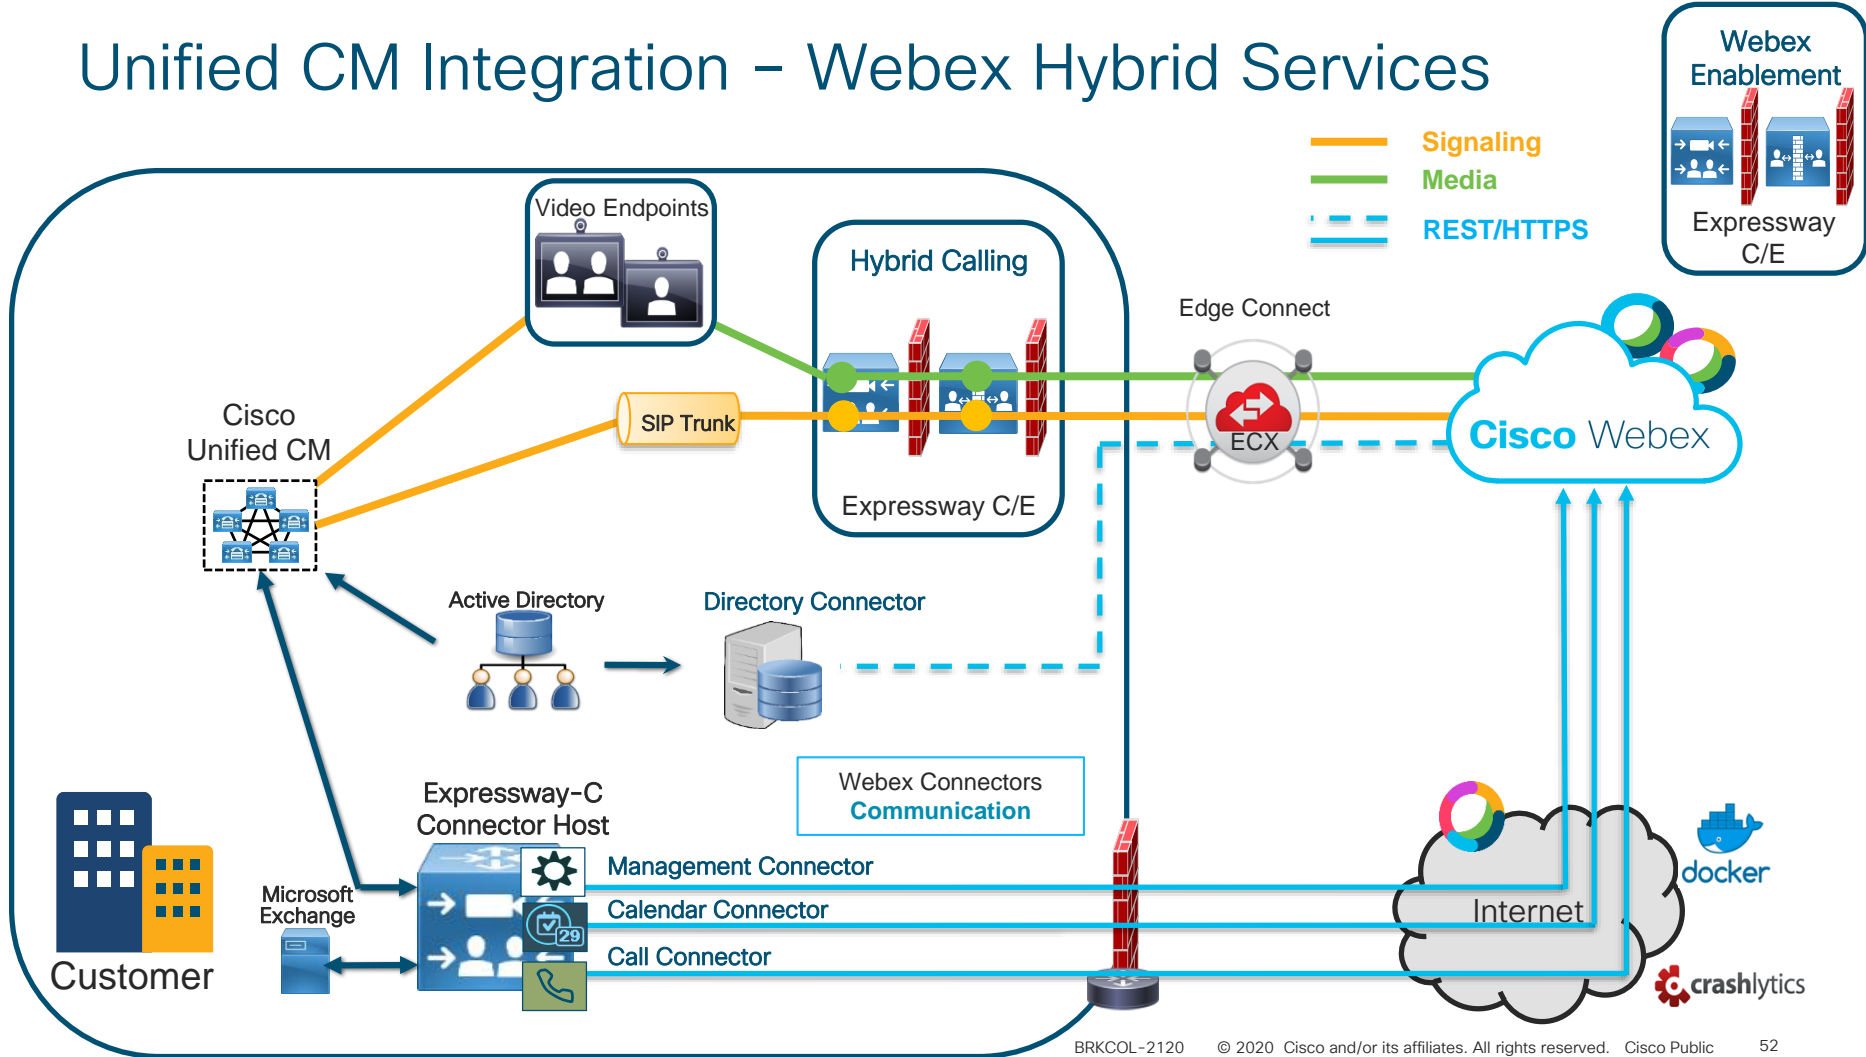 Unified CM Integration – Webex Hybrid Services
Webex
Enablement
Expressway
C/E
Signaling
Media
REST/HTTPS
Video Endpoints
Hybrid Calling
Expressway C/E
Edge Connect
ECX
Cisco Webex
SIP Trunk
Cisco
Unified CM
Active Directory
Directory Connector
Webex Connectors
Communication
Expressway-C
Connector Host
Management Connector
Calendar Connector
29
Call Connector
Microsoft
Exchange
Customer
Internet
docker
crashlytics
BRKCOL-2120 © 2020 Cisco and/or its affiliates. All rights reserved. Cisco Public 52